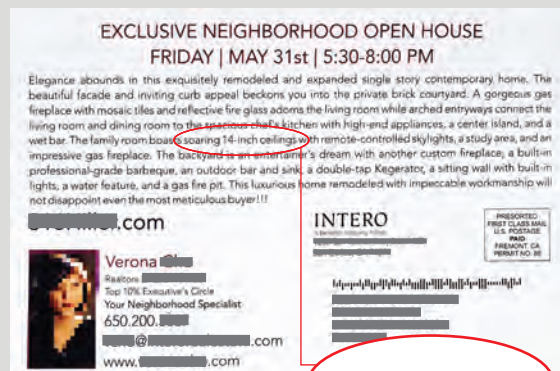 EXCLUSIVE NEIGHBORHOOD OPEN HOUSE
FRIDAY | MAY 31st | 5:30-8:00 PM
Elegance abounds in this exquisitely remodeled and expanded single story contemporary home. The
beautiful facade and inviting curb appeal beckons you into the private brick courtyard. A gorgeous gas
fireplace with mosaic tiles and reflective fire glass adorns the living room while arched entryways connect the
living room and dining room to the spacious chef's kitchen with high-end appliances, a center island, and a
wet bar. The family room boasts soaring 14-inch ceilings with remote-controlled skylights, a study area, and an
impressive gas fireplace. The backyard is an entertainer's dream with another custom fireplace, a built-in
professional-grade barbeque, an outdoor bar and sink, a double-tap Kegerator, a sitting wall with built-in
lights, a water feature, and a gas fire pit. This luxurious home remodeled with impeccable workmanship will
not disappoint even the most meticulous buyer!!!
.com
INTERO
PRESORTED
FIRST CLASS MAIL
U.S. POSTAGE
PAID
FREMONT CA
PERMIT NO.
Verona
Realtor
Top 10% Executive's Circle
Your Neighborhood Specialist
650.200.
@ .com
www. .com